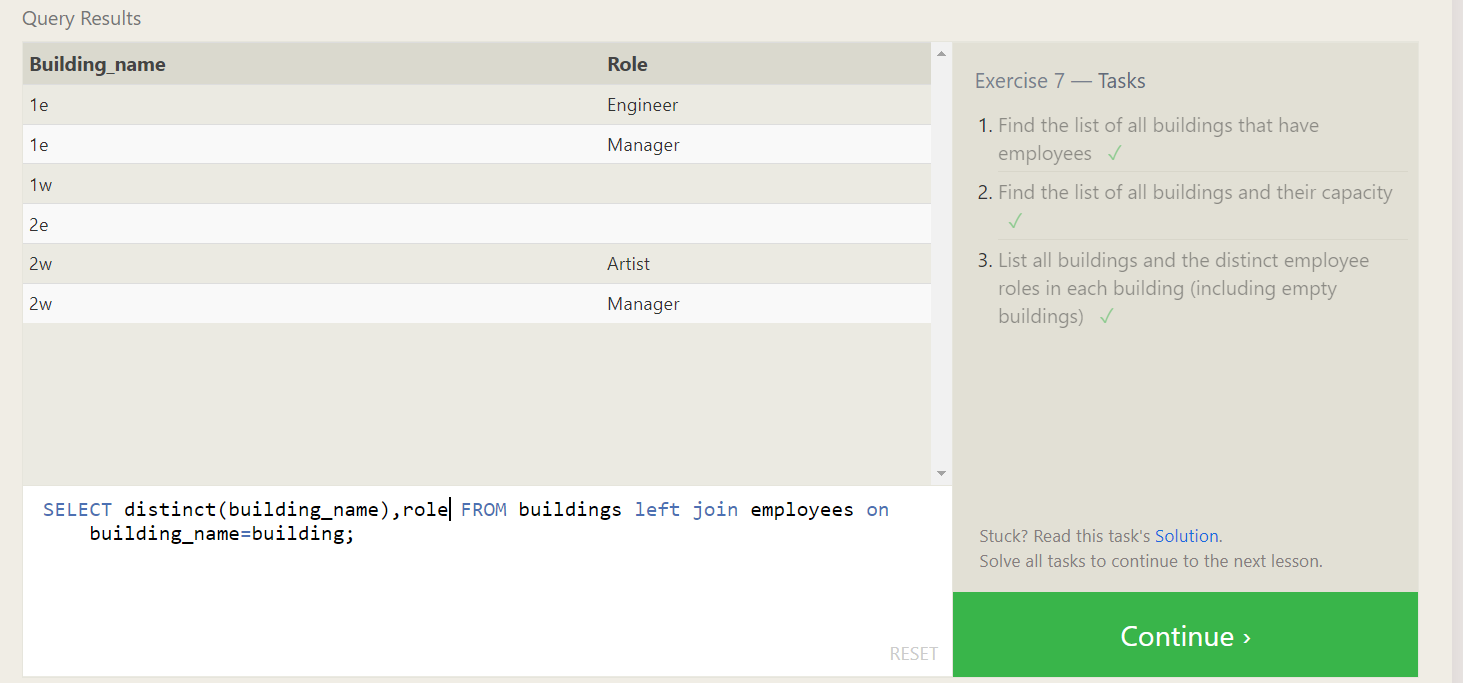 Query Results
Building_name Role
1e Engineer
1e Manager
1w
2e
2w Artist
2w Manager
SELECT distinct(building_name),role FROM buildings left join employees on
building_name=building;
RESET
Exercise 7 — Tasks
1. Find the list of all buildings that have
employees ✓
2. Find the list of all buildings and their capacity
✓
3. List all buildings and the distinct employee
roles in each building (including empty
buildings) ✓
Stuck? Read this task's Solution.
Solve all tasks to continue to the next lesson.
Continue ›